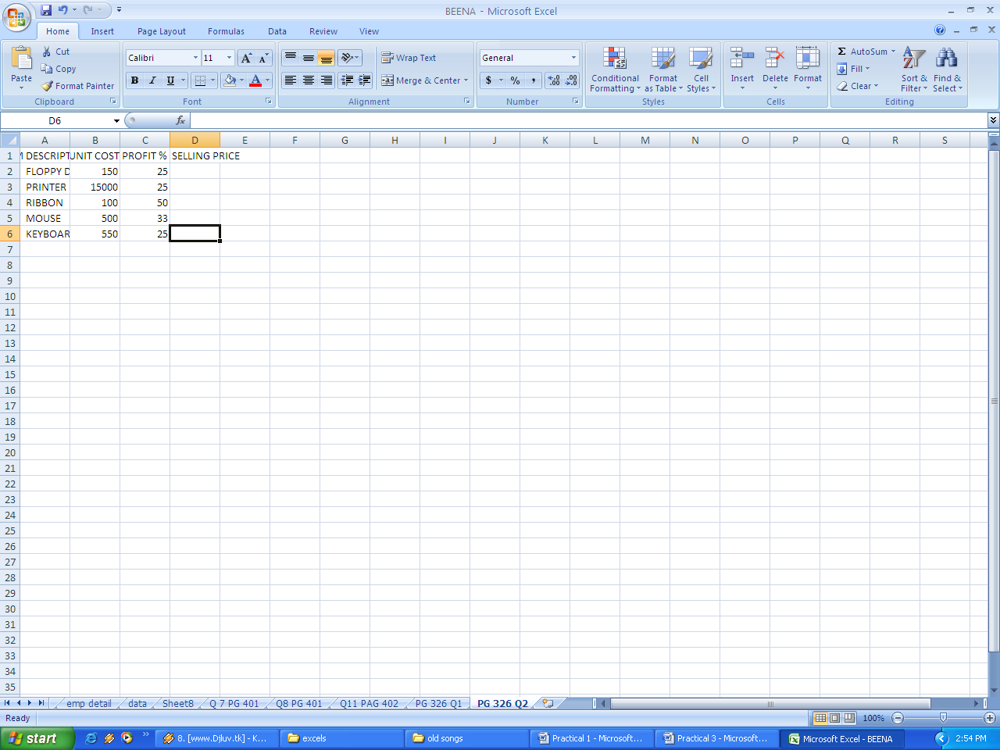 BEENA - Microsoft Excel
Home Insert Page Layout Formulas Data Review View
Paste
Cut
Copy
Format Painter
Clipboard
Calibri 11
B I U
Font
Wrap Text
Merge & Center
Alignment
General
$ % ,
Number
Conditional Formatting
Format as Table
Cell Styles
Styles
Insert Delete Format
Cells
AutoSum
Fill
Clear
Sort & Filter
Find & Select
Editing
D6 fx
A B C D E F G H I J K L M N O P Q R S
1 M DESCRIPT UNIT COST PROFIT % SELLING PRICE
2 FLOPPY D 150 25
3 PRINTER 15000 25
4 RIBBON 100 50
5 MOUSE 500 33
6 KEYBOAR 550 25
7
8
9
10
11
12
13
14
15
16
17
18
19
20
21
22
23
24
25
26
27
28
29
30
31
32
33
34
35
emp detail data Sheet8 Q 7 PG 401 Q8 PG 401 Q11 PAG 402 PG 326 Q1 PG 326 Q2
Ready 100%
start 8. [www.Djluv.tk] - K... excels old songs Practical 1 - Microsoft... Practical 3 - Microsoft... Microsoft Excel - BEENA 2:54 PM